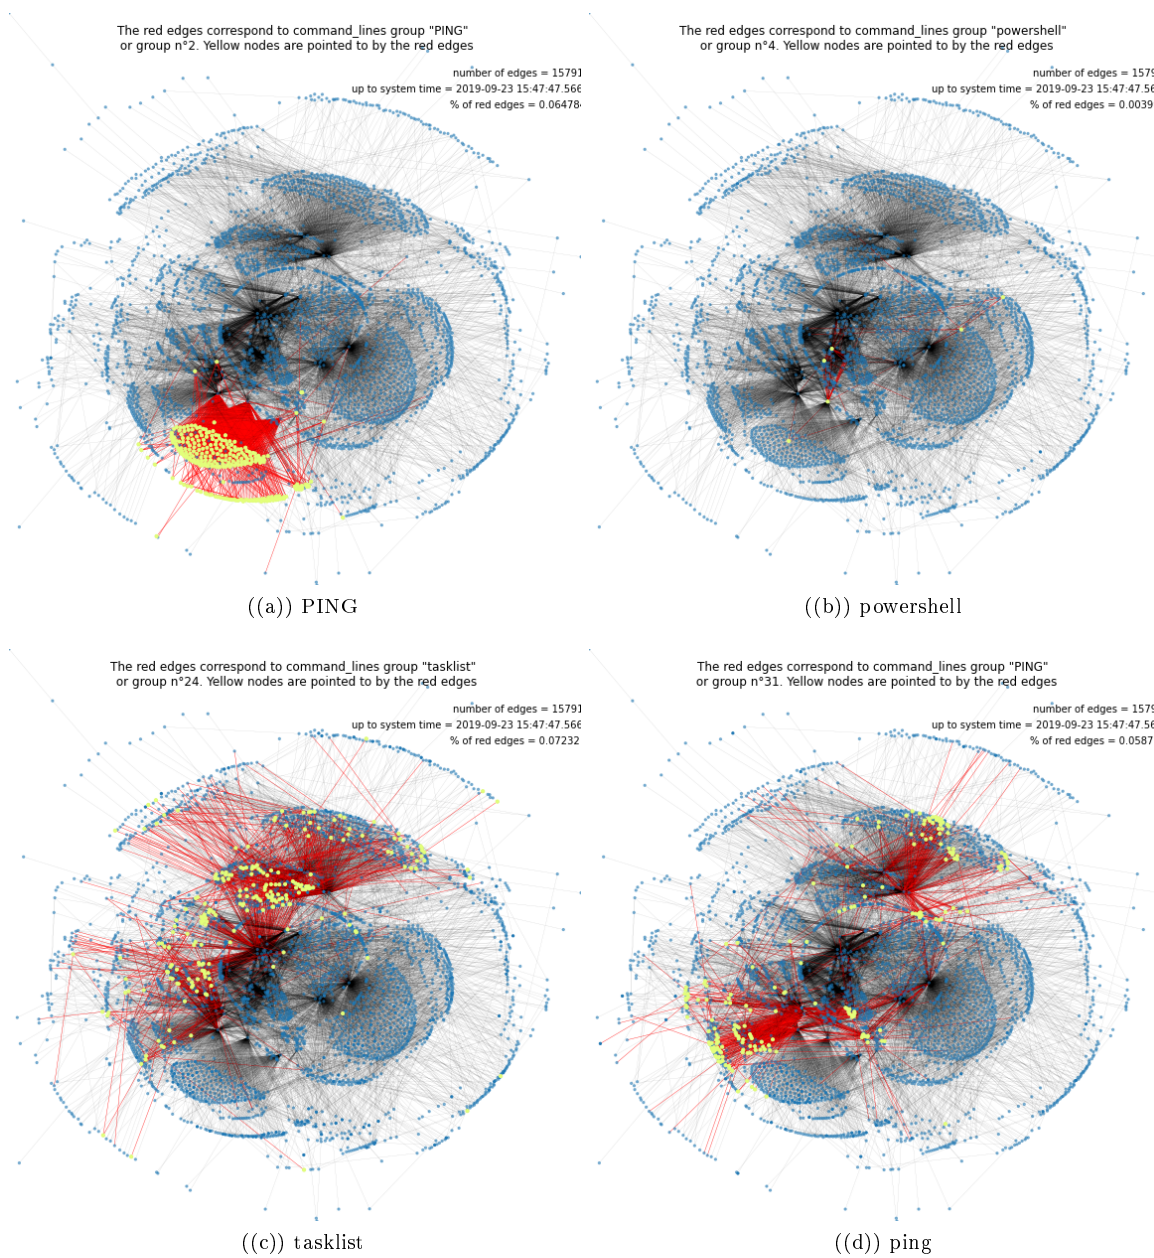 The red edges correspond to command_lines group "PING"
or group n°2. Yellow nodes are pointed to by the red edges
number of edges = 15791
up to system time = 2019-09-23 15:47:47.566
% of red edges = 0.06478
((a)) PING
The red edges correspond to command_lines group "powershell"
or group n°4. Yellow nodes are pointed to by the red edges
number of edges = 1579
up to system time = 2019-09-23 15:47:47.56
% of red edges = 0.0039
((b)) powershell
The red edges correspond to command_lines group "tasklist"
or group n°24. Yellow nodes are pointed to by the red edges
number of edges = 15791
up to system time = 2019-09-23 15:47:47.566
% of red edges = 0.07232
((c)) tasklist
The red edges correspond to command_lines group "PING"
or group n°31. Yellow nodes are pointed to by the red edges
number of edges = 1579
up to system time = 2019-09-23 15:47:47.56
% of red edges = 0.0587
((d)) ping